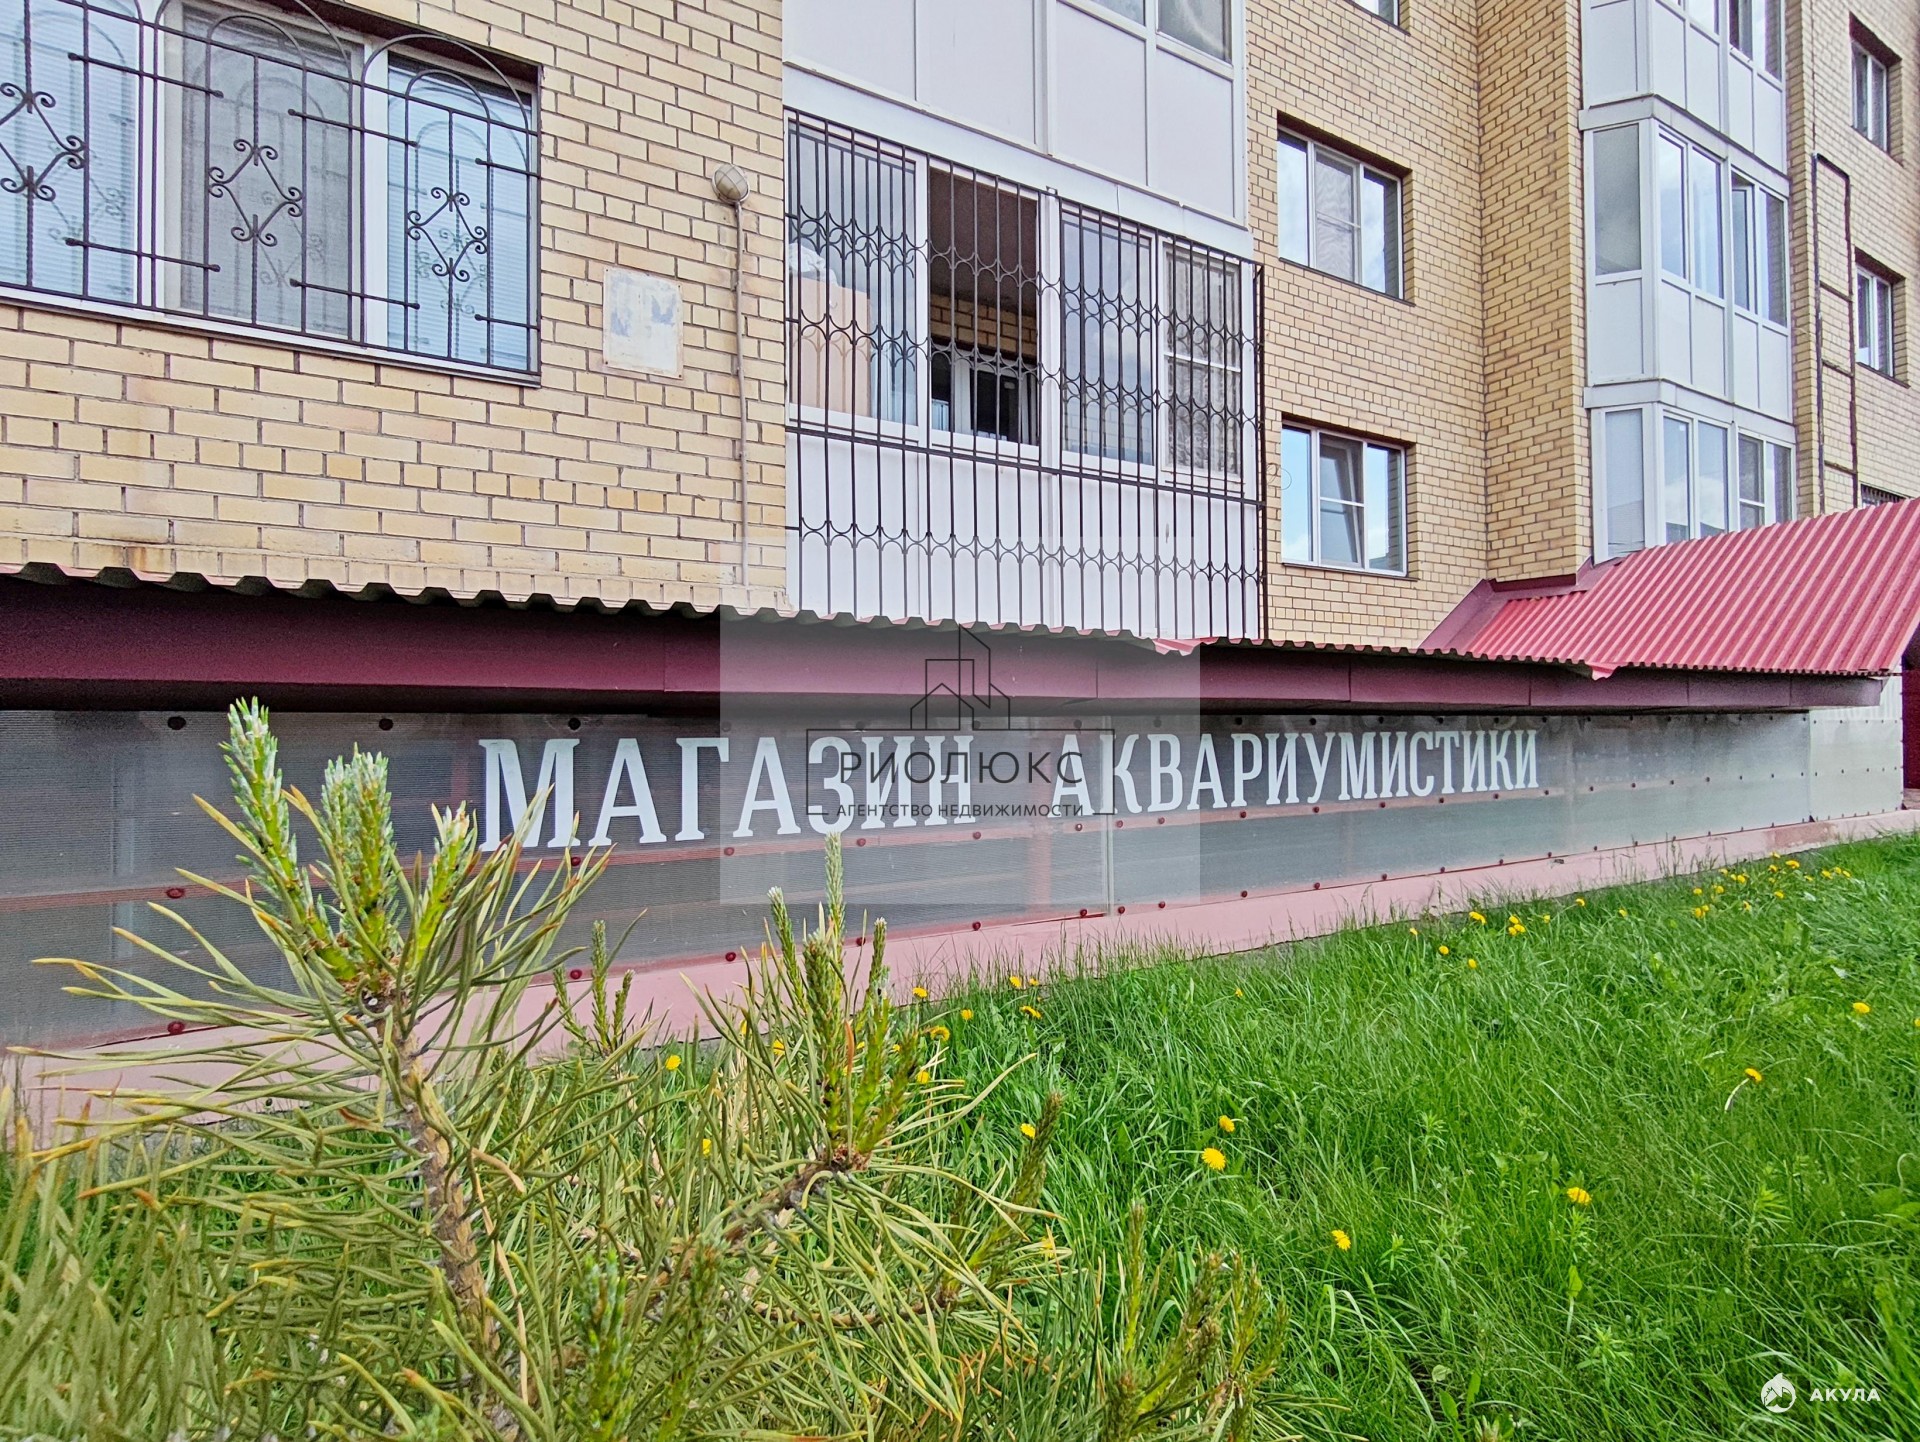 МАГАЗИН АКВАРИУМИСТИКИ
РИОЛЮКС
АГЕНТСТВО НЕДВИЖИМОСТИ
АКУЛА